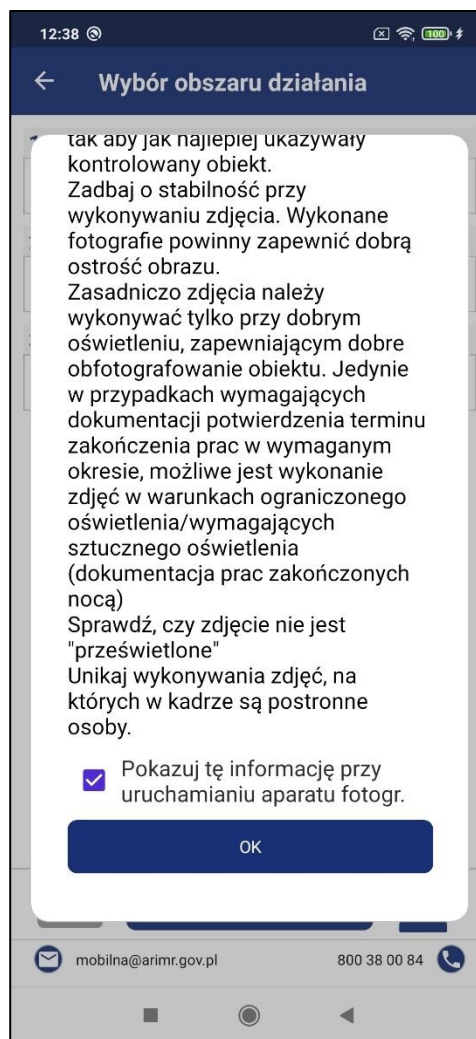 12:38
100
Wybór obszaru działania
tak aby jak najlepiej ukazywały
kontrolowany obiekt.
Zadbaj o stabilność przy
wykonywaniu zdjęcia. Wykonane
fotografie powinny zapewnić dobrą
ostrość obrazu.
Zasadniczo zdjęcia należy
wykonywać tylko przy dobrym
oświetleniu, zapewniającym dobre
obfotografowanie obiektu. Jedynie
w przypadkach wymagających
dokumentacji potwierdzenia terminu
zakończenia prac w wymaganym
okresie, możliwe jest wykonanie
zdjęć w warunkach ograniczonego
oświetlenia/wymagających
sztucznego oświetlenia
(dokumentacja prac zakończonych
nocą)
Sprawdź, czy zdjęcie nie jest
"prześwietlone"
Unikaj wykonywania zdjęć, na
których w kadrze są postronne
osoby.
Pokazuj tę informację przy
uruchamianiu aparatu fotogr.
OK
mobilna@arimr.gov.pl 800 38 00 84